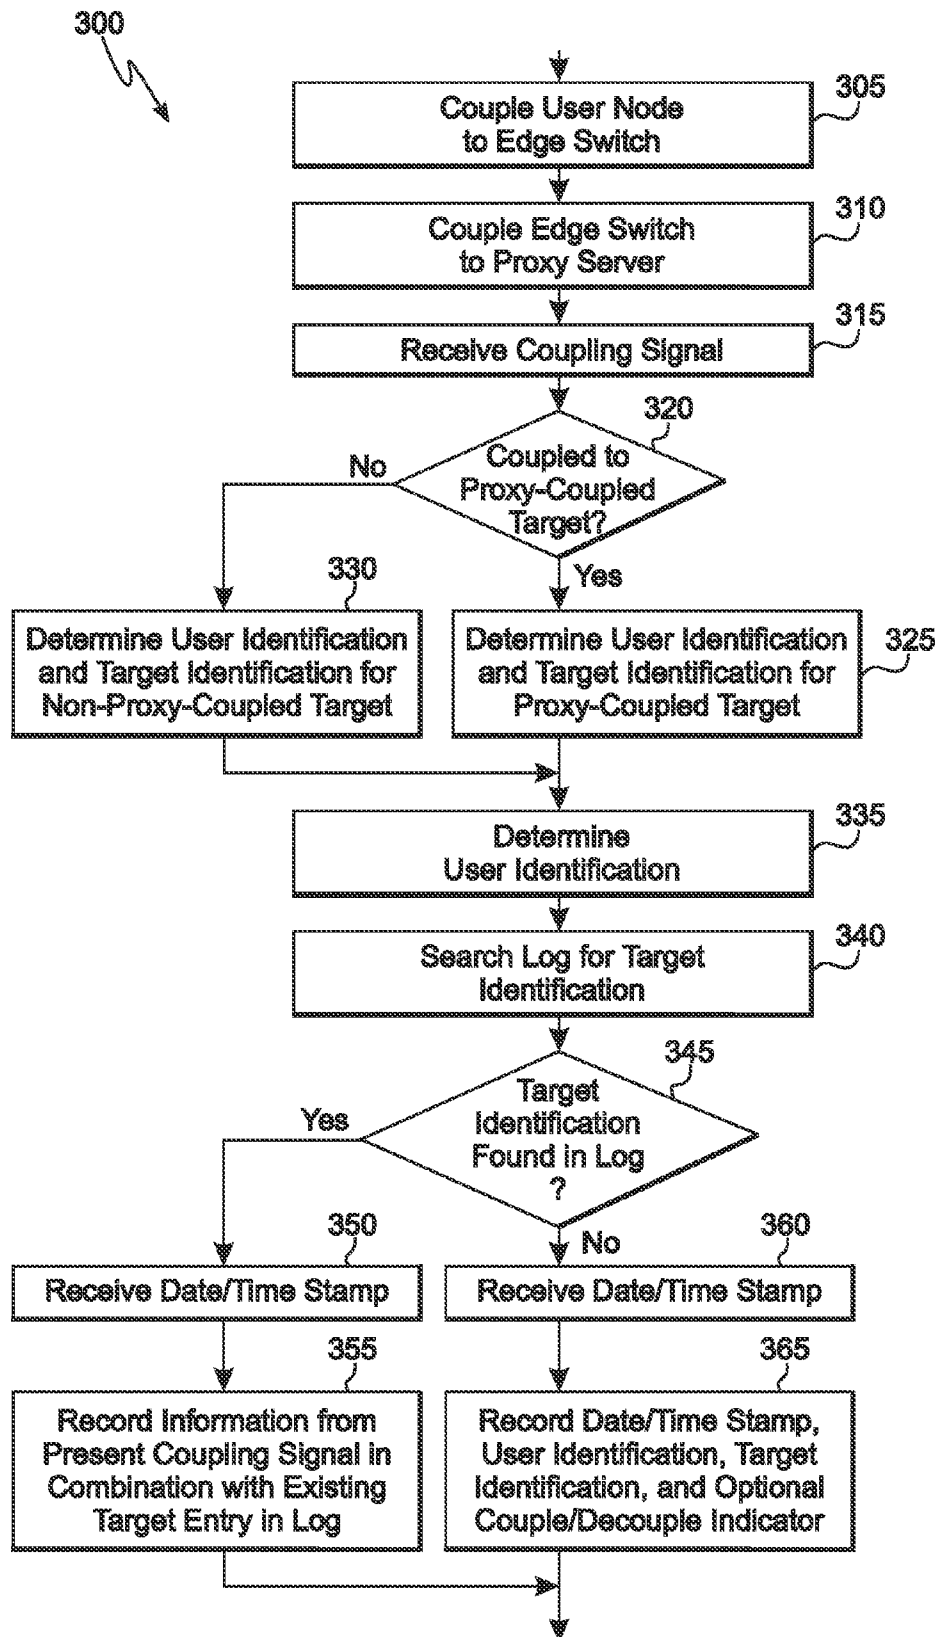 300
Couple User Node
to Edge Switch
305
Couple Edge Switch
to Proxy Server
310
Receive Coupling Signal
315
320
Coupled to
Proxy-Coupled
Target?
No
Yes
330
Determine User Identification
and Target Identification for
Non-Proxy-Coupled Target
Determine User Identification
and Target Identification for
Proxy-Coupled Target
325
Determine
User Identification
335
Search Log for Target
Identification
340
345
Target
Identification
Found in Log
?
Yes
No
350
Receive Date/Time Stamp
360
Receive Date/Time Stamp
355
Record Information from
Present Coupling Signal in
Combination with Existing
Target Entry in Log
365
Record Date/Time Stamp,
User Identification, Target
Identification, and Optional
Couple/Decouple Indicator